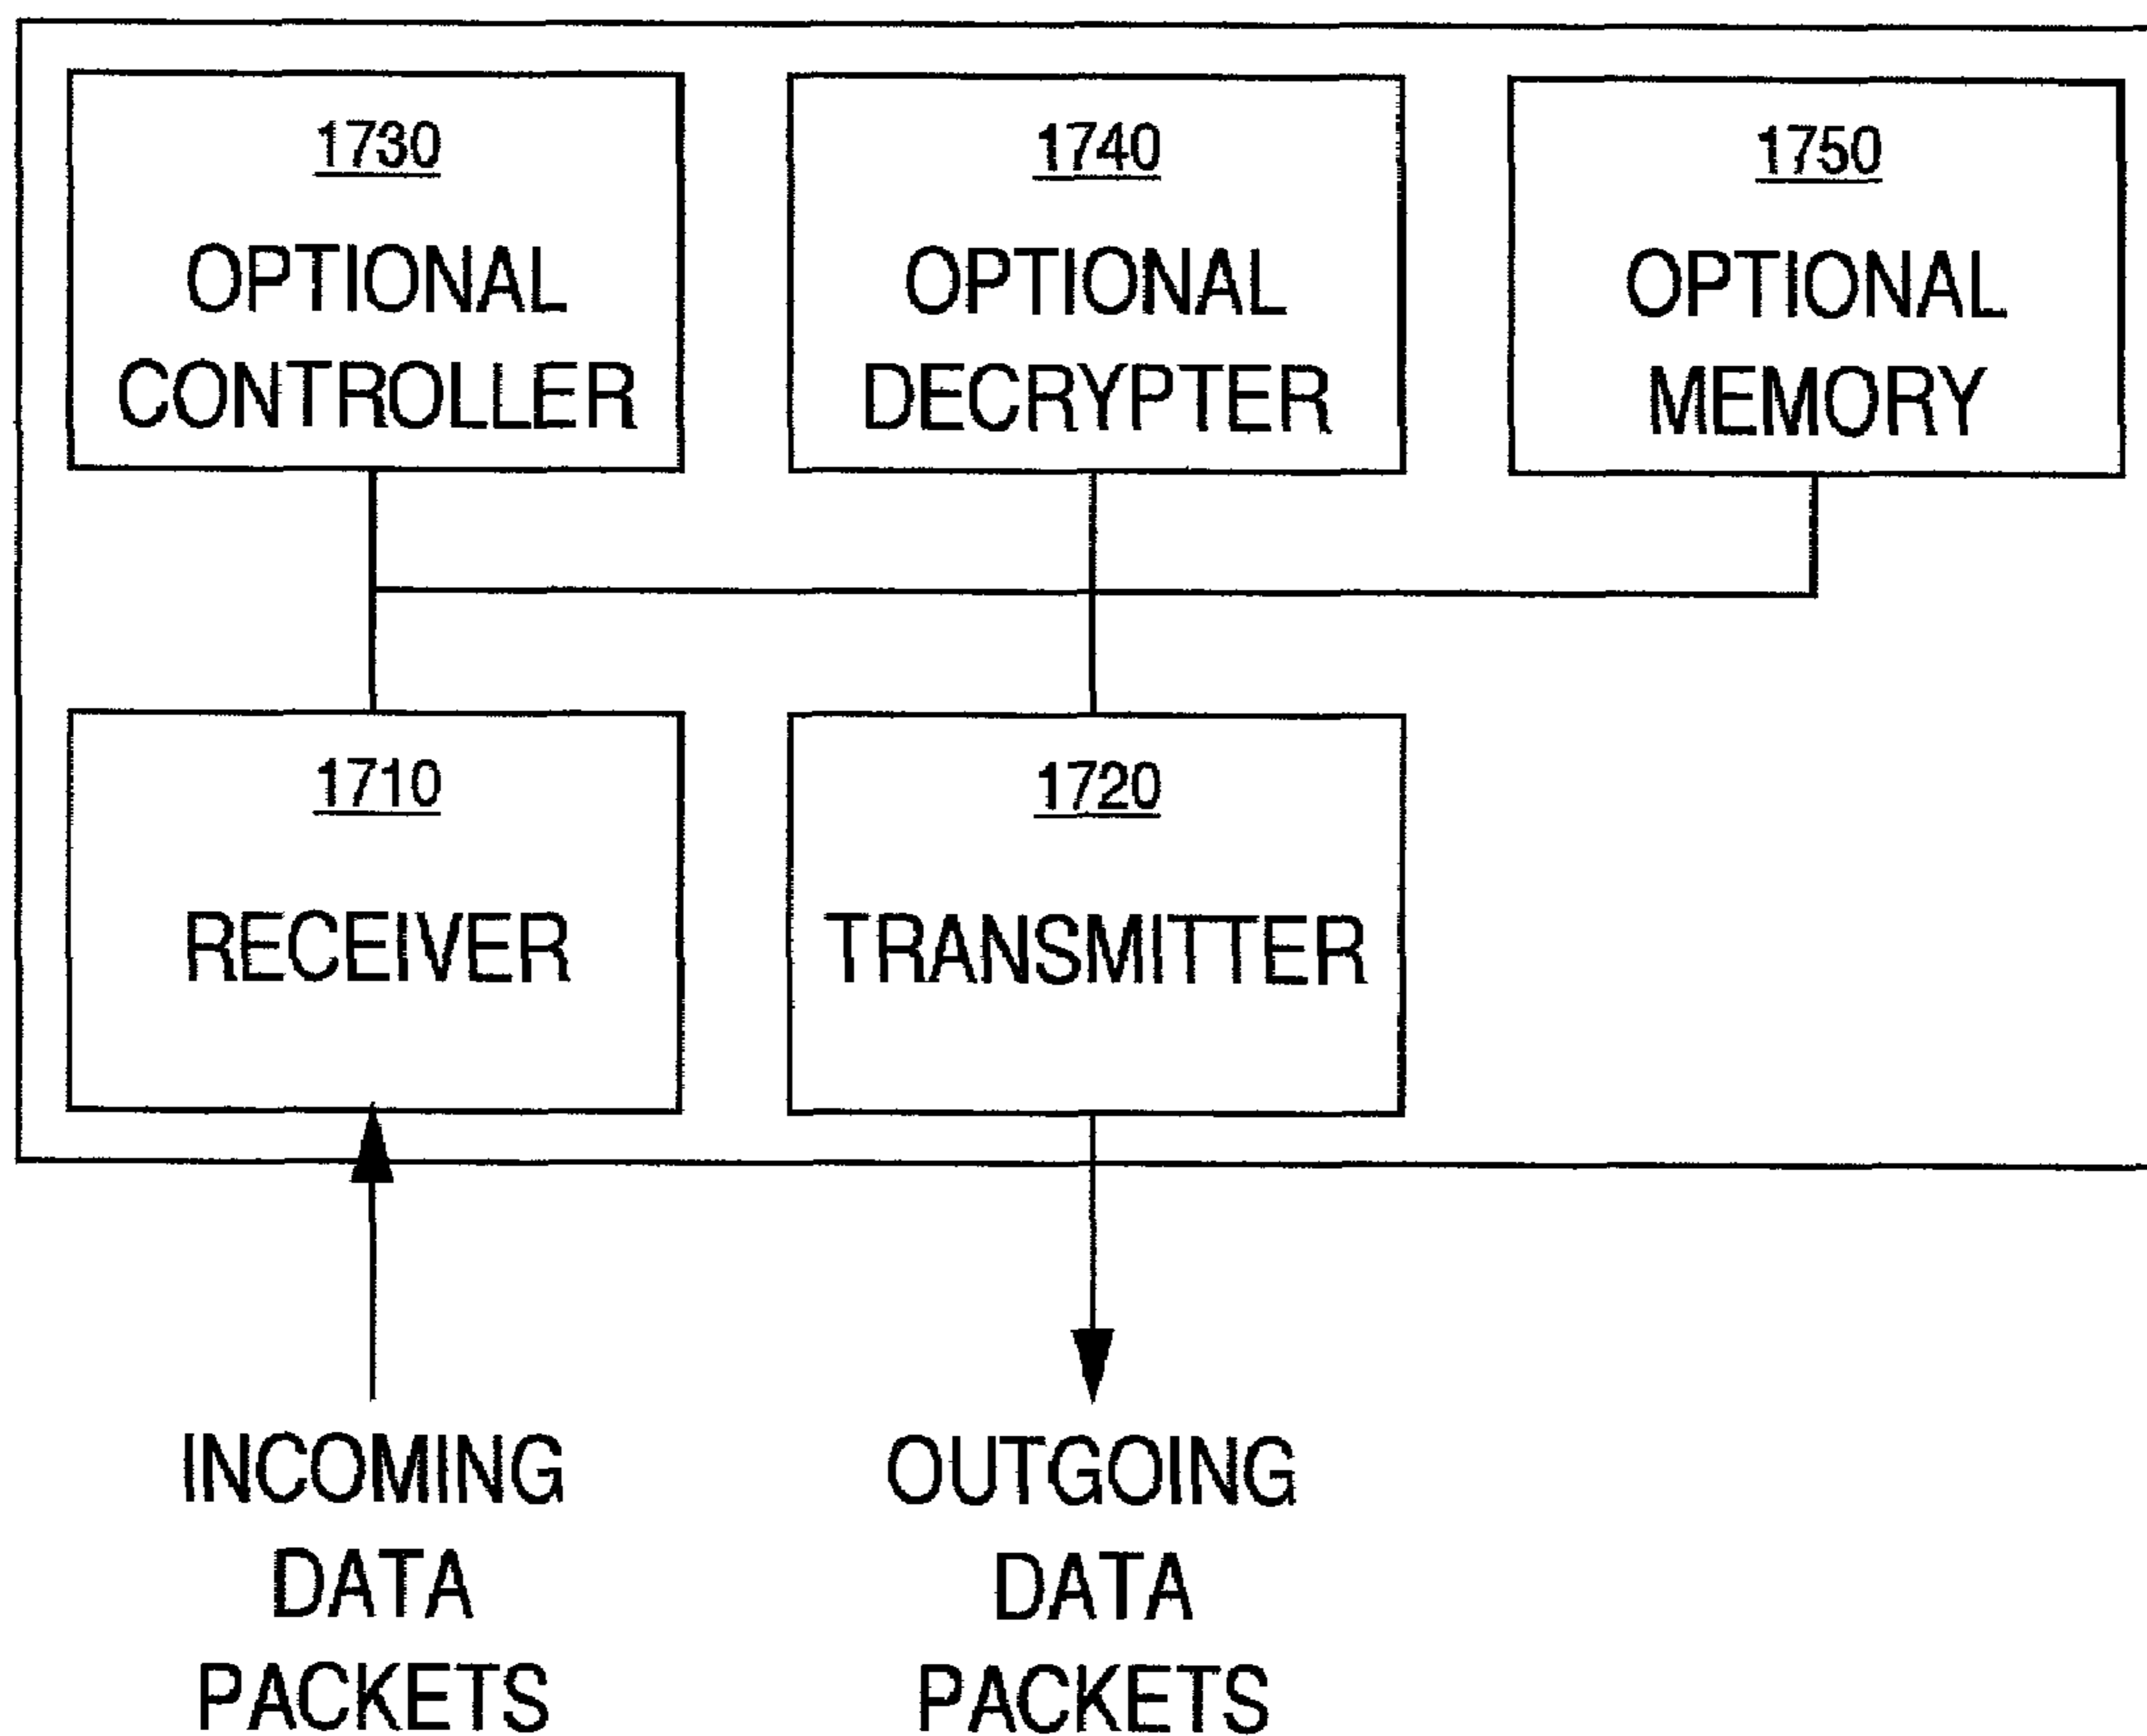 1730
OPTIONAL
CONTROLLER
1740
OPTIONAL
DECRYPTER
1750
OPTIONAL
MEMORY
1710
RECEIVER
1720
TRANSMITTER
INCOMING
DATA
PACKETS
OUTGOING
DATA
PACKETS